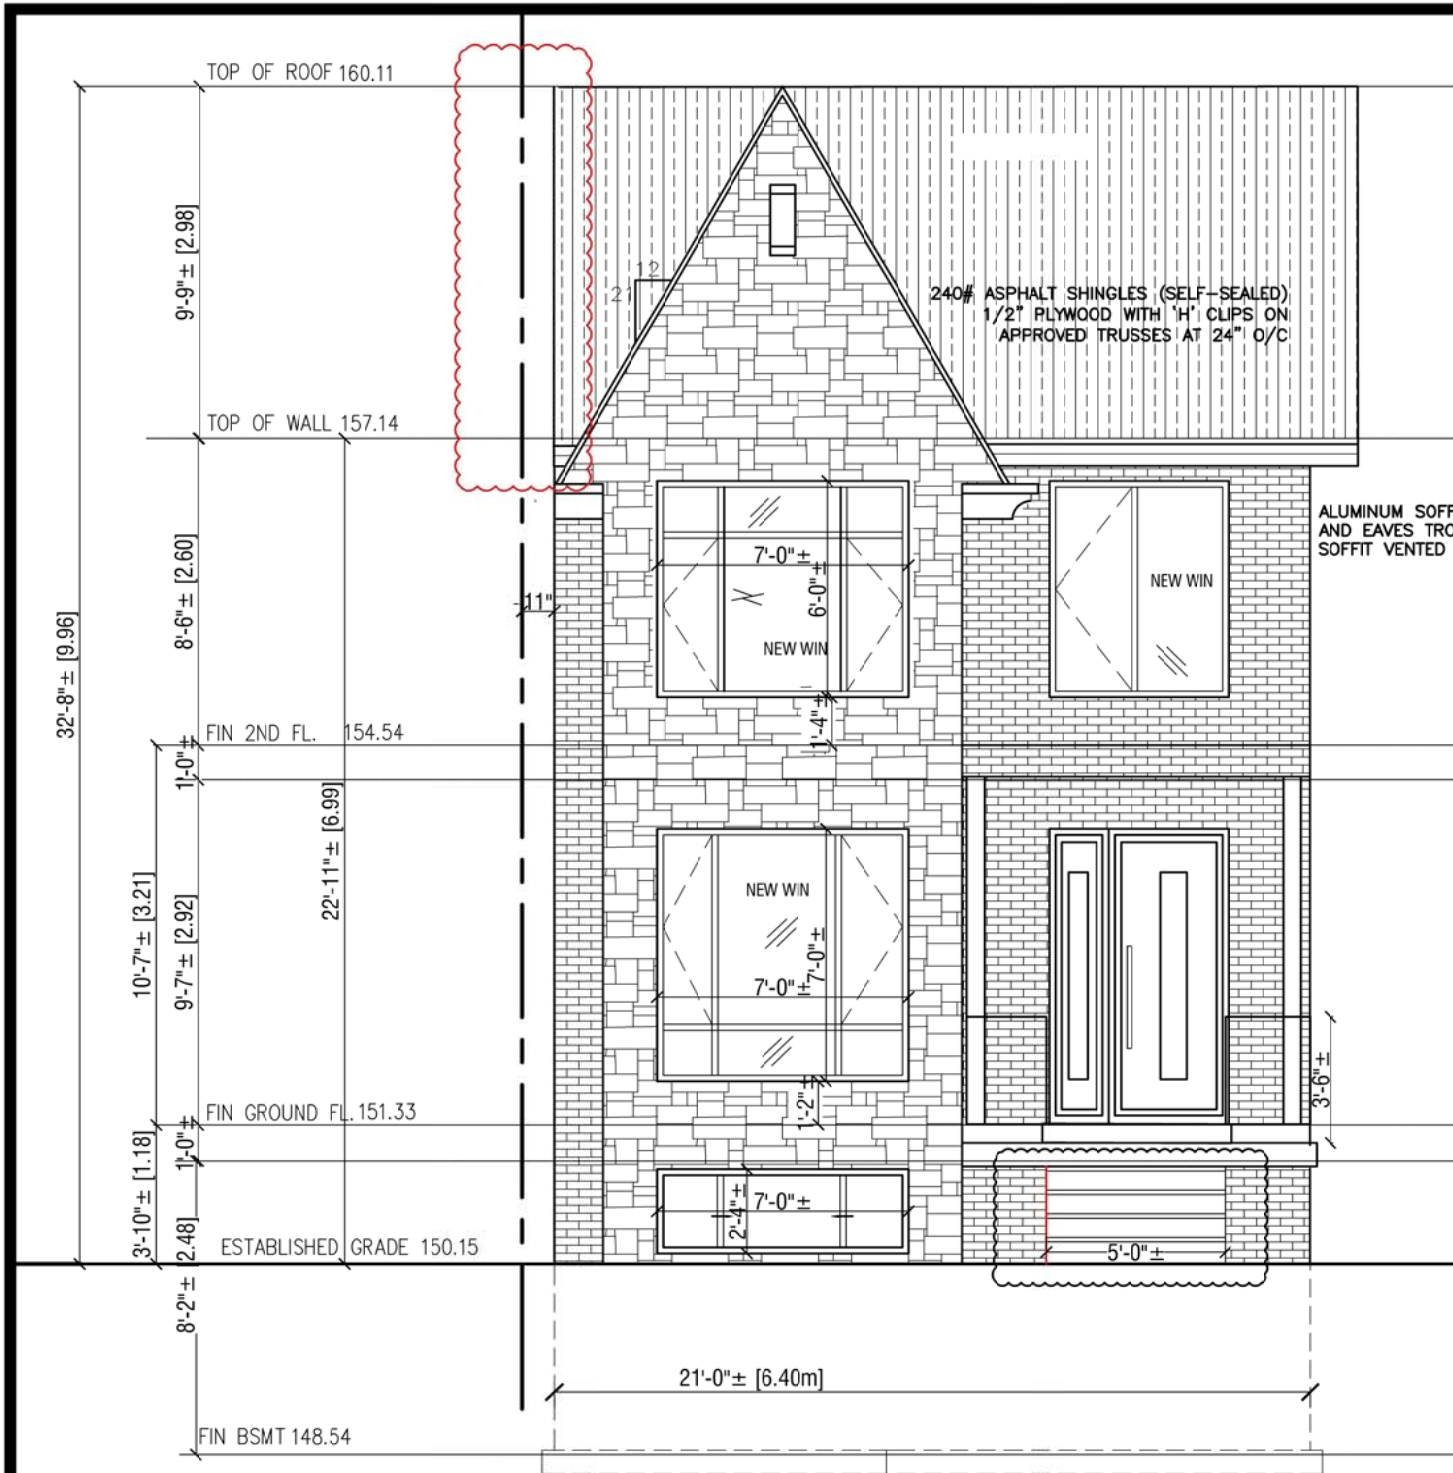 TOP OF ROOF 160.11
9'-9"± [2.98]
12
21
240# ASPHALT SHINGLES (SELF-SEALED)
1/2" PLYWOOD WITH 'H' CLIPS ON
APPROVED TRUSSES AT 24" O/C
TOP OF WALL 157.14
ALUMINUM SOFF
AND EAVES TRO
SOFFIT VENTED
7'-0"±
6'-0"±
NEW WIN
NEW WIN
8'-6"± [2.60]
11"
32'-8"± [9.96]
1'-4"±
FIN 2ND FL. 154.54
1'-0"±
22'-11"± [6.99]
NEW WIN
10'-7"± [3.21]
9'-7"± [2.92]
7'-0"±
7'-0"±
1'-2"±
3'-6"±
FIN GROUND FL. 151.33
1'-0"±
3'-10"± [1.18]
7'-0"±
2'-4"±
ESTABLISHED GRADE 150.15
5'-0"±
8'-2"± [2.48]
21'-0"± [6.40m]
FIN BSMT 148.54